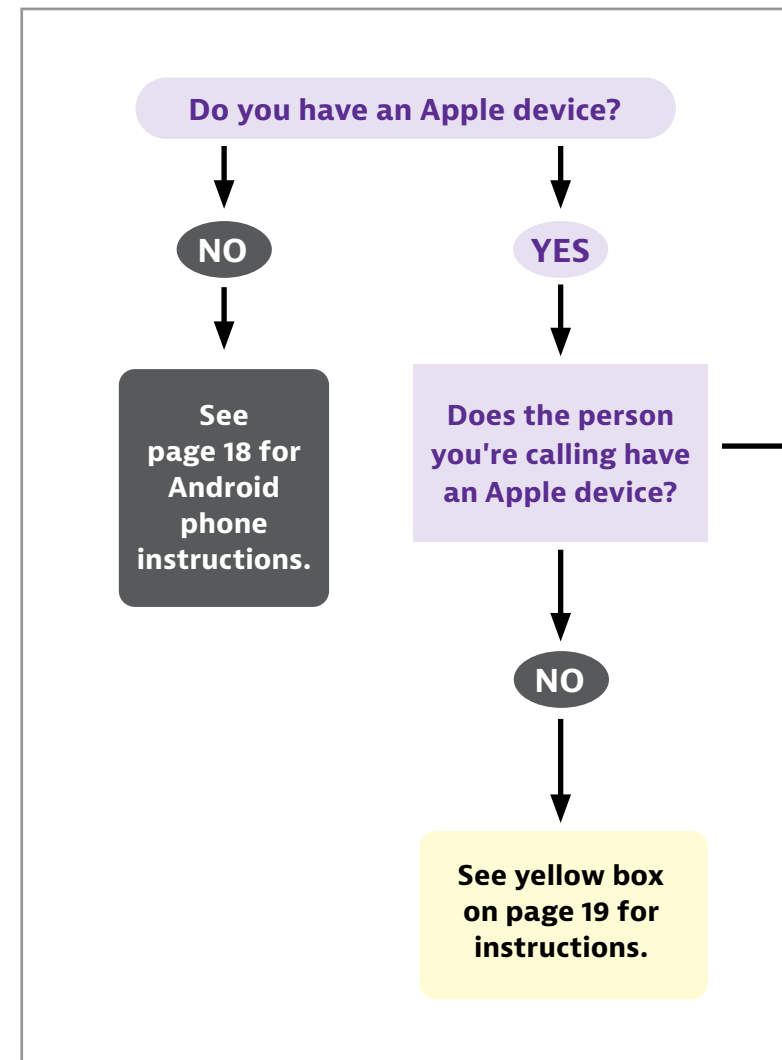 Do you have an Apple device?
NO
YES
See
page 18 for
Android
phone
instructions.
Does the person
you're calling have
an Apple device?
NO
See yellow box
on page 19 for
instructions.